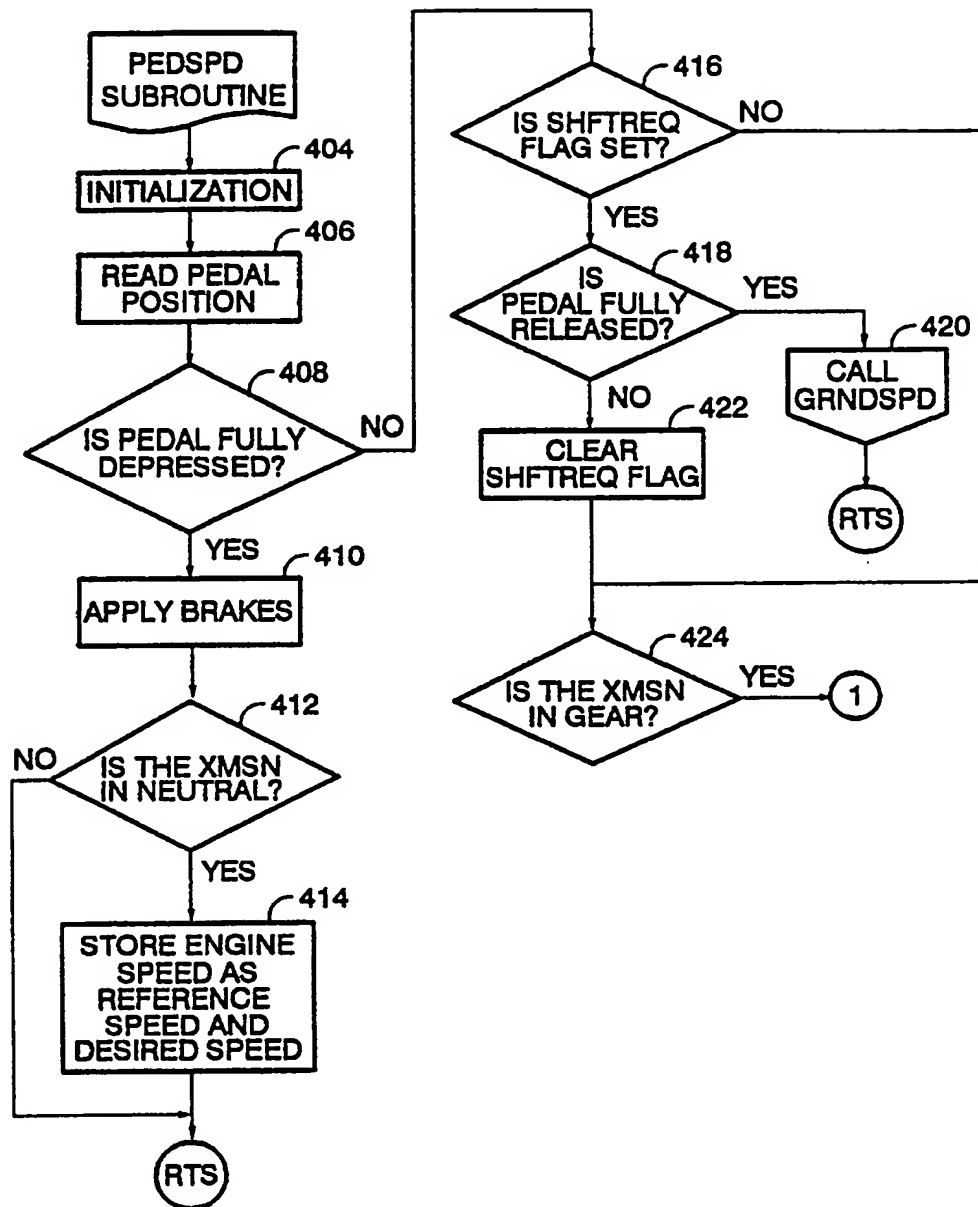 PEDSPD
SUBROUTINE
404
INITIALIZATION
406
READ PEDAL
POSITION
408
IS PEDAL FULLY
DEPRESSED?
NO
YES
410
APPLY BRAKES
412
NO
IS THE XMSN
IN NEUTRAL?
YES
414
STORE ENGINE
SPEED AS
REFERENCE
SPEED AND
DESIRED SPEED
RTS
416
IS SHFTREQ
FLAG SET?
NO
YES
418
IS
PEDAL FULLY
RELEASED?
YES
420
CALL
GRNDSPD
RTS
NO
422
CLEAR
SHFTREQ FLAG
424
IS THE XMSN
IN GEAR?
YES
1